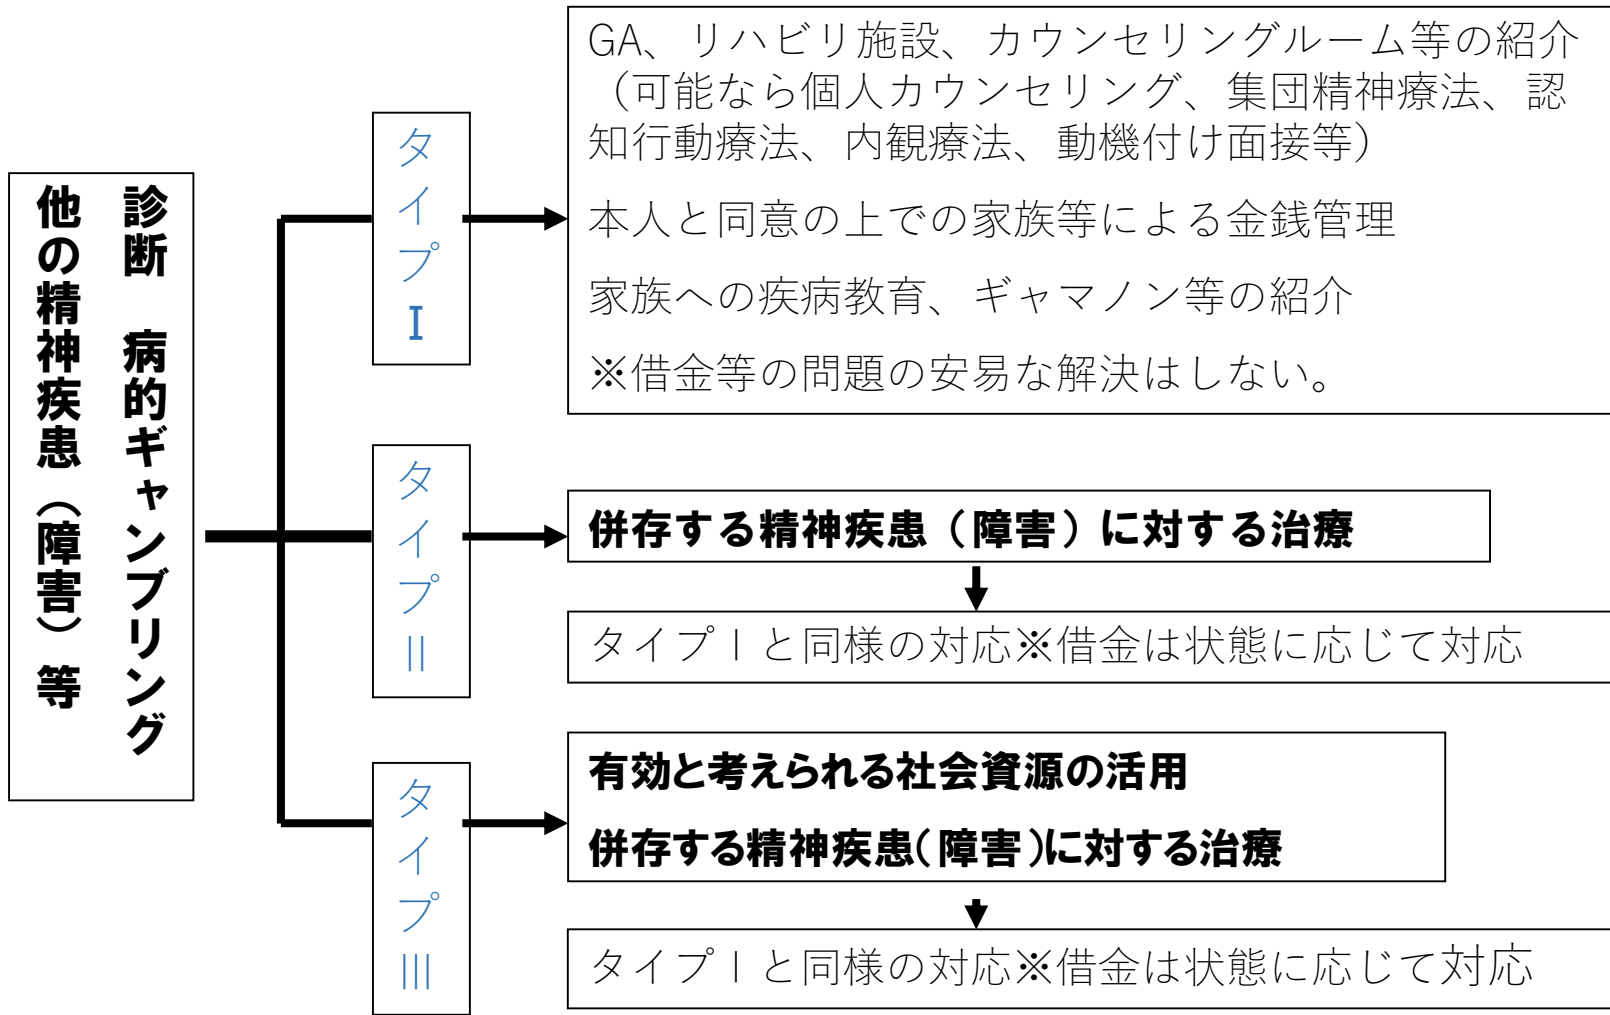 診断　病的ギャンブリング
他の精神疾患（障害）等
タイプⅠ
GA、リハビリ施設、カウンセリングルーム等の紹介
（可能なら個人カウンセリング、集団精神療法、認
知行動療法、内観療法、動機付け面接等）
本人と同意の上での家族等による金銭管理
家族への疾病教育、ギャマノン等の紹介
※借金等の問題の安易な解決はしない。
タイプⅡ
併存する精神疾患（障害）に対する治療
タイプⅠと同様の対応※借金は状態に応じて対応
タイプⅢ
有効と考えられる社会資源の活用
併存する精神疾患（障害）に対する治療
タイプⅠと同様の対応※借金は状態に応じて対応